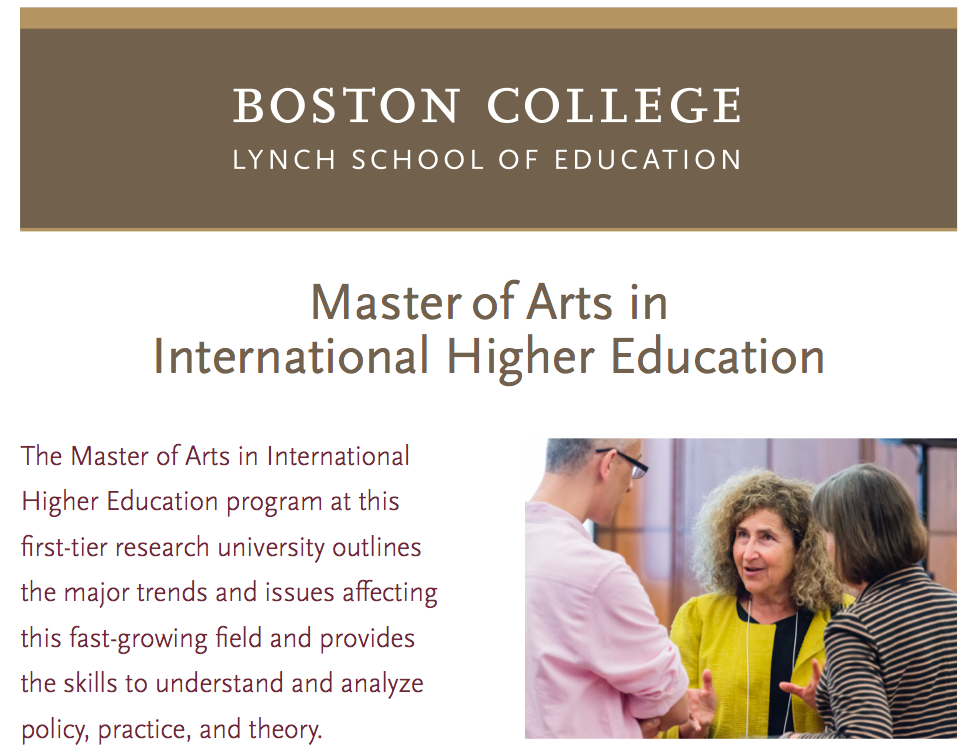 BOSTON COLLEGE
LYNCH SCHOOL OF EDUCATION
Master of Arts in
International Higher Education
The Master of Arts in International
Higher Education program at this
first-tier research university outlines
the major trends and issues affecting
this fast-growing field and provides
the skills to understand and analyze
policy, practice, and theory.